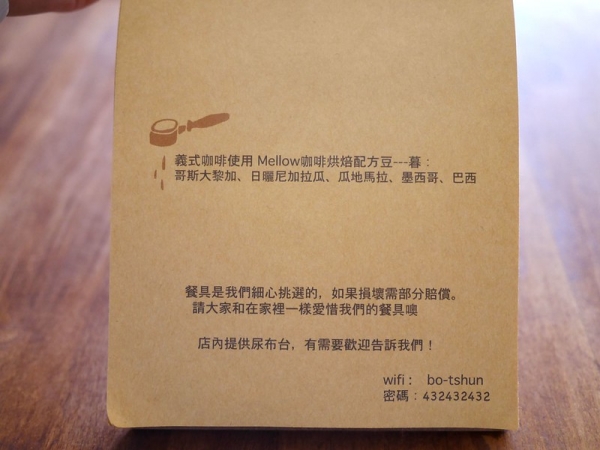 義式咖啡使用 Mellow咖啡烘焙配方豆---暮：
哥斯大黎加、日曬尼加拉瓜、瓜地馬拉、墨西哥、巴西
餐具是我們細心挑選的，如果損壞需部分賠償。
請大家和在家裡一樣愛惜我們的餐具噢
店內提供尿布台，有需要歡迎告訴我們！
wifi： bo-tshun
密碼：432432432